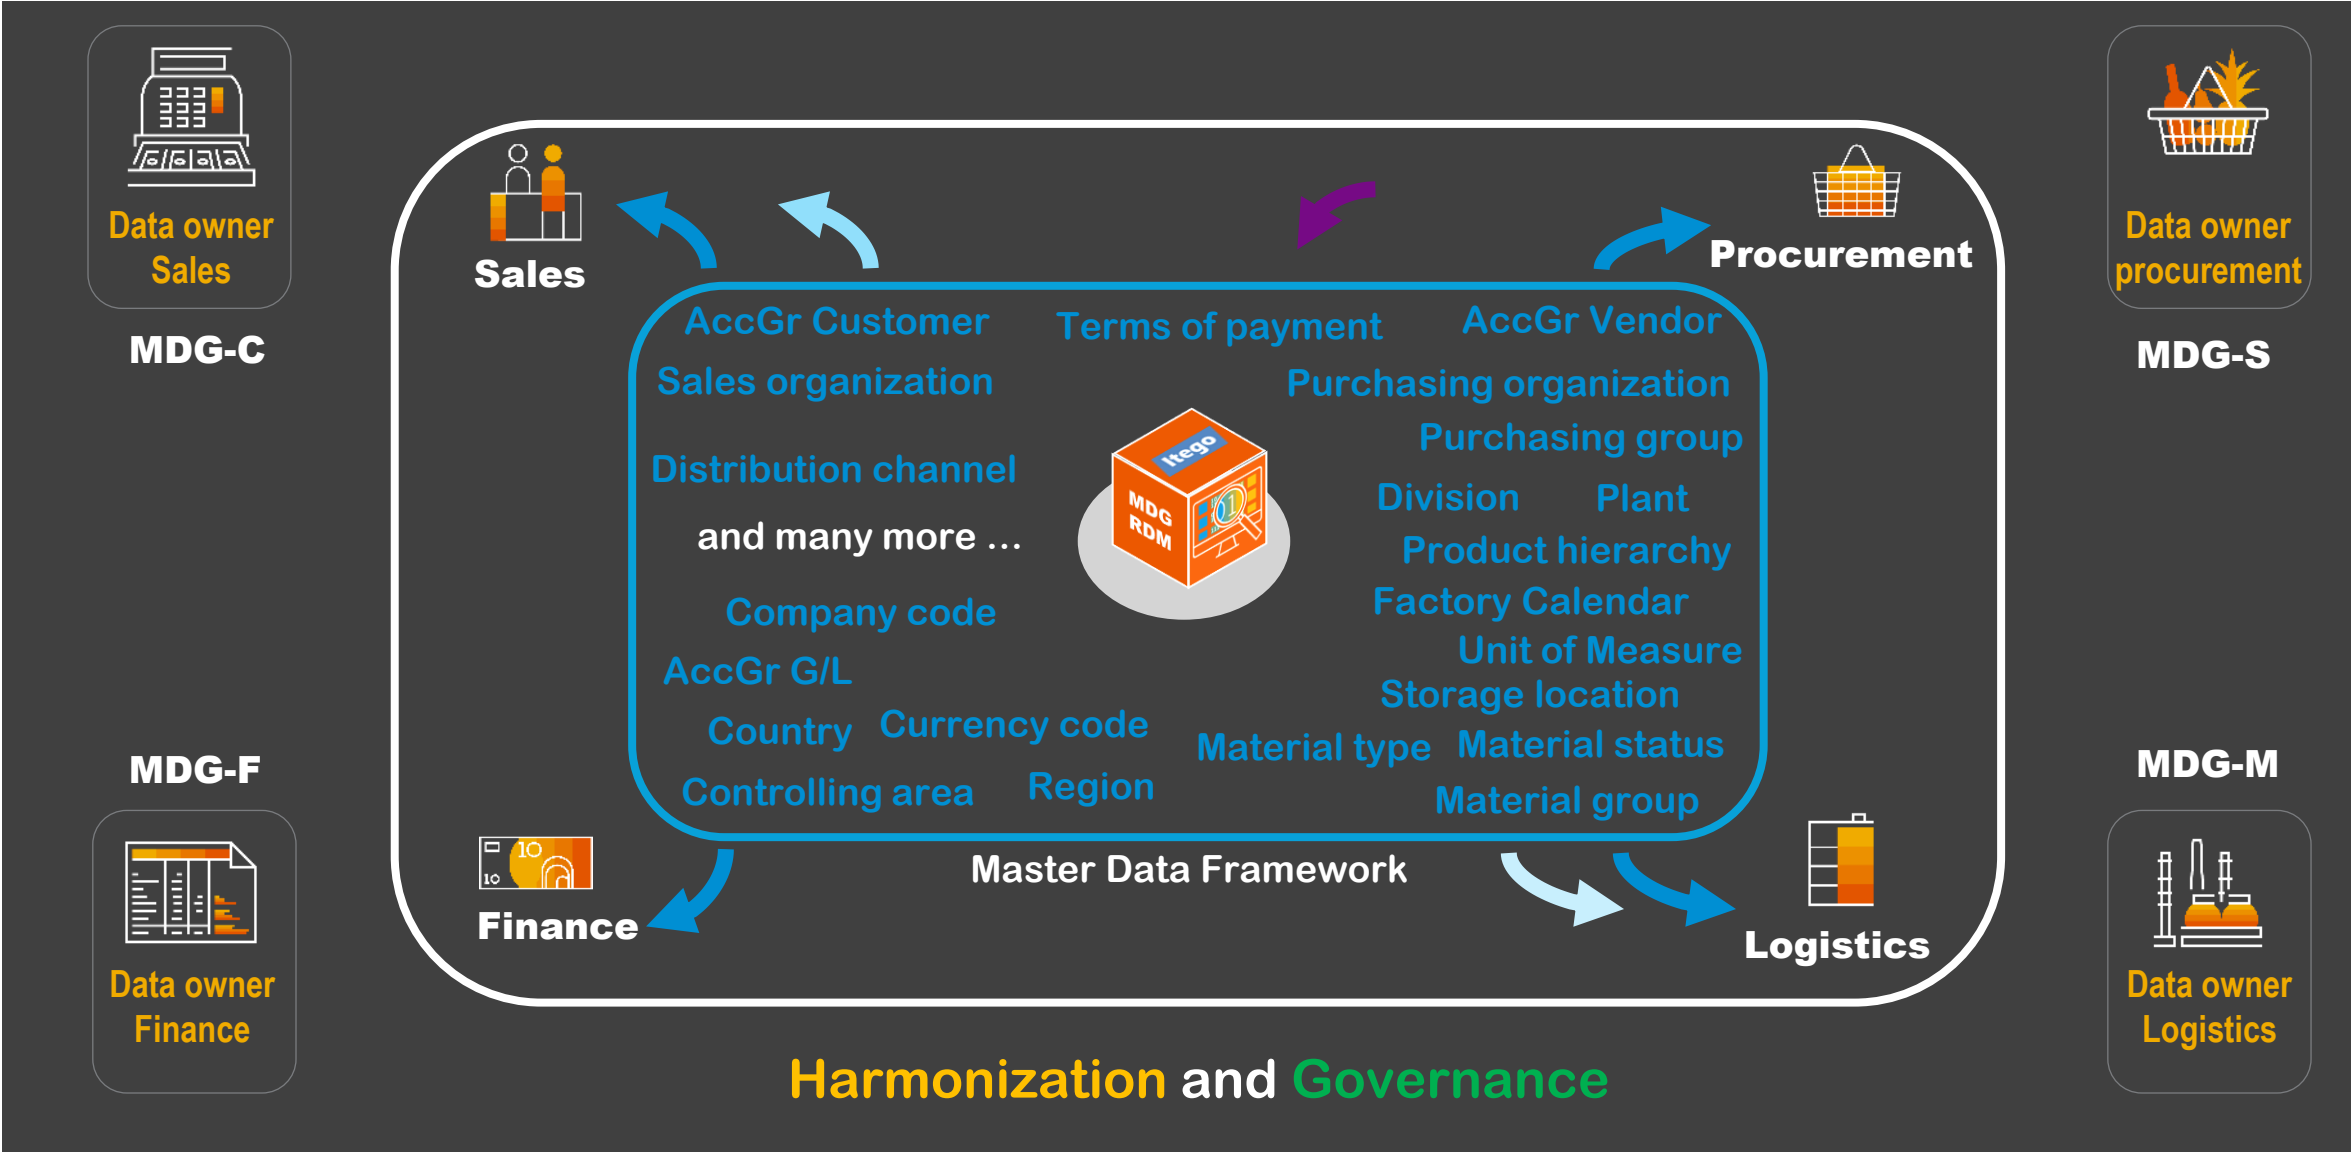 Data owner
Sales
MDG-C
Data owner
procurement
MDG-S
Sales
Procurement
AccGr Customer
Terms of payment
AccGr Vendor
Sales organization
Purchasing organization
Purchasing group
Distribution channel
Division
Plant
and many more ...
Product hierarchy
Itego
MDG
RDM
1
Company code
Factory Calendar
Unit of Measure
AccGr G/L
Storage location
Country
Currency code
Material type
Material status
Controlling area
Region
Material group
Master Data Framework
10
10
Finance
Logistics
MDG-F
Data owner
Finance
MDG-M
Data owner
Logistics
Harmonization and Governance